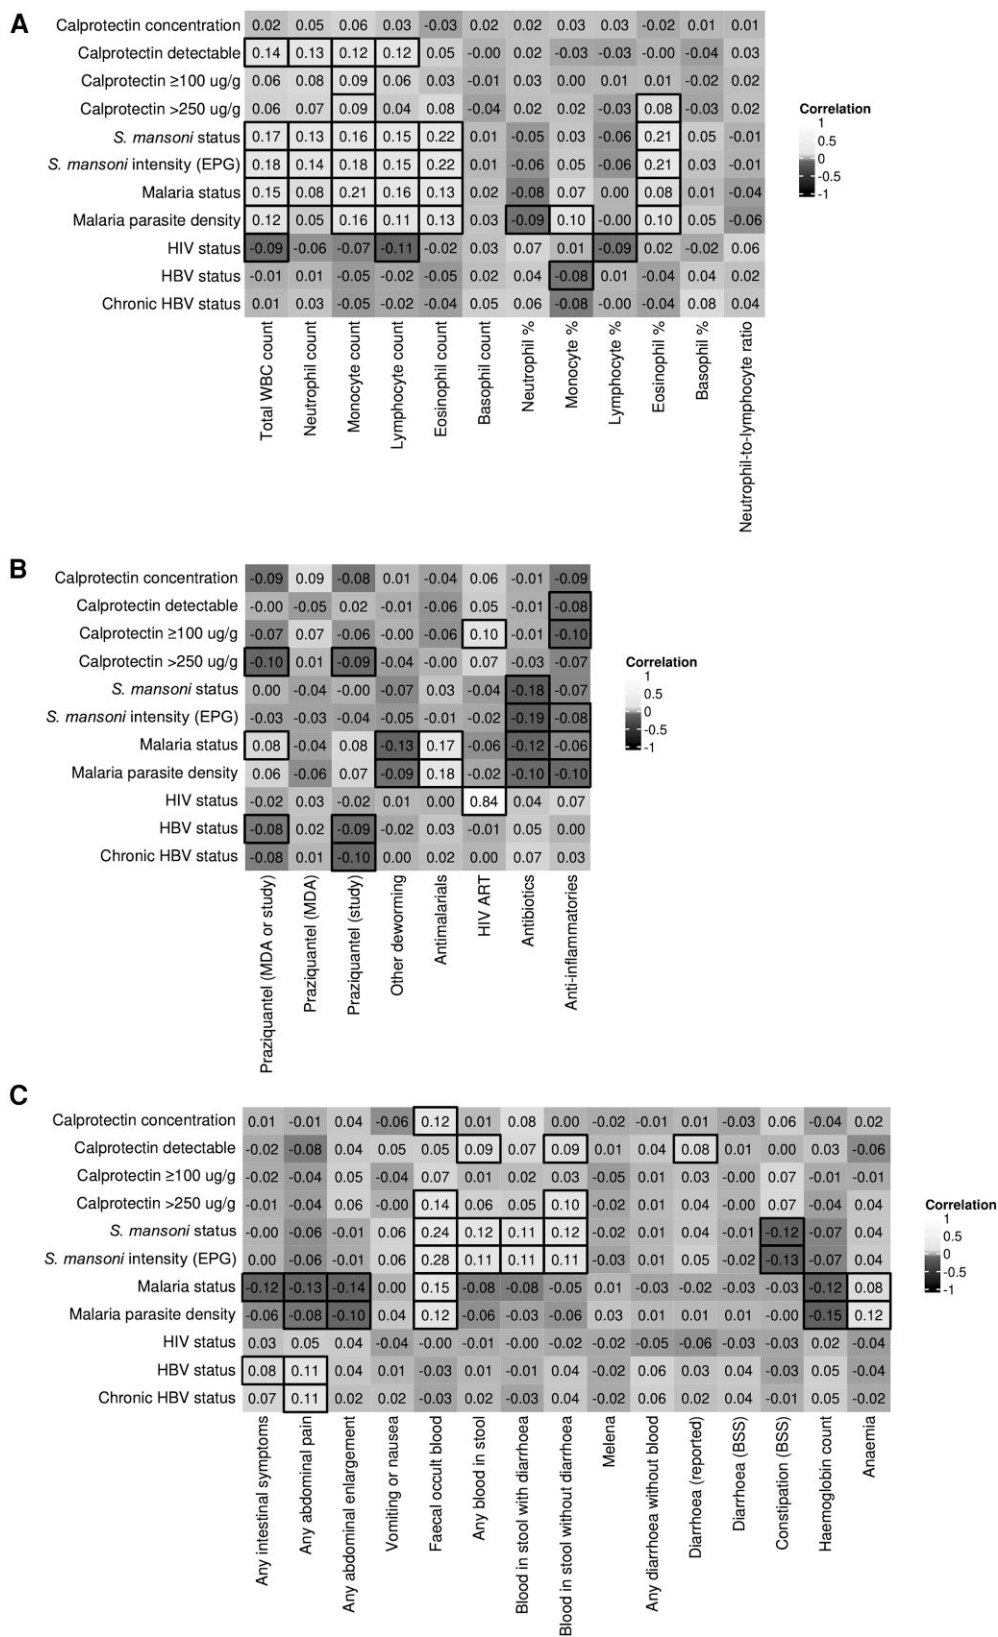 A
Calprotectin concentration 0.02 0.05 0.06 0.03 -0.03 0.02 0.02 0.03 0.03 -0.02 0.01 0.01
Calprotectin detectable 0.14 0.13 0.12 0.12 0.05 -0.00 0.02 -0.03 -0.03 -0.00 -0.04 0.03
Calprotectin ≥100 ug/g 0.06 0.08 0.09 0.06 0.03 -0.01 0.03 0.00 0.01 0.01 -0.02 0.02
Calprotectin >250 ug/g 0.06 0.07 0.09 0.04 0.08 -0.04 0.02 0.02 -0.03 0.08 -0.03 0.02
S. mansoni status 0.17 0.13 0.16 0.15 0.22 0.01 -0.05 0.03 -0.06 0.21 0.05 -0.01
S. mansoni intensity (EPG) 0.18 0.14 0.18 0.15 0.22 0.01 -0.06 0.05 -0.06 0.21 0.03 -0.01
Malaria status 0.15 0.08 0.21 0.16 0.13 0.02 -0.08 0.07 0.00 0.08 0.01 -0.04
Malaria parasite density 0.12 0.05 0.16 0.11 0.13 0.03 -0.09 0.10 -0.00 0.10 0.05 -0.06
HIV status -0.09 -0.06 -0.07 -0.11 -0.02 0.03 0.07 0.01 -0.09 0.02 -0.02 0.06
HBV status -0.01 0.01 -0.05 -0.02 -0.05 0.02 0.04 -0.08 0.01 -0.04 0.04 0.02
Chronic HBV status 0.01 0.03 -0.05 -0.02 -0.04 0.05 0.06 -0.08 -0.00 -0.04 0.08 0.04
Total WBC count
Neutrophil count
Monocyte count
Lymphocyte count
Eosinophil count
Basophil count
Neutrophil %
Monocyte %
Lymphocyte %
Eosinophil %
Basophil %
Neutrophil-to-lymphocyte ratio
Correlation
1
0.5
0
-0.5
-1
B
Calprotectin concentration -0.09 0.09 -0.08 0.01 -0.04 0.06 -0.01 -0.09
Calprotectin detectable -0.00 -0.05 0.02 -0.01 -0.06 0.05 -0.01 -0.08
Calprotectin ≥100 ug/g -0.07 0.07 -0.06 -0.00 -0.06 0.10 -0.01 -0.10
Calprotectin >250 ug/g -0.10 0.01 -0.09 -0.04 -0.00 0.07 -0.03 -0.07
S. mansoni status 0.00 -0.04 -0.00 -0.07 0.03 -0.04 -0.18 -0.07
S. mansoni intensity (EPG) -0.03 -0.03 -0.04 -0.05 -0.01 -0.02 -0.19 -0.08
Malaria status 0.08 -0.04 0.08 -0.13 0.17 -0.06 -0.12 -0.06
Malaria parasite density 0.06 -0.06 0.07 -0.09 0.18 -0.02 -0.10 -0.10
HIV status -0.02 0.03 -0.02 0.01 0.00 0.84 0.04 0.07
HBV status -0.08 0.02 -0.09 -0.02 0.03 -0.01 0.05 0.00
Chronic HBV status -0.08 0.01 -0.10 0.00 0.02 0.00 0.07 0.03
Praziquantel (MDA or study)
Praziquantel (MDA)
Praziquantel (study)
Other deworming
Antimalarials
HIV ART
Antibiotics
Anti-inflammatories
Correlation
1
0.5
0
-0.5
-1
C
Calprotectin concentration 0.01 -0.01 0.04 -0.06 0.12 0.01 0.08 0.00 -0.02 -0.01 0.01 -0.03 0.06 -0.04 0.02
Calprotectin detectable -0.02 -0.08 0.04 0.05 0.05 0.09 0.07 0.09 0.01 0.04 0.08 0.01 0.00 0.03 -0.06
Calprotectin ≥100 ug/g -0.02 -0.04 0.05 -0.04 0.07 0.01 0.02 0.03 -0.05 0.01 0.03 -0.00 0.07 -0.01 -0.01
Calprotectin >250 ug/g -0.01 -0.04 0.06 -0.00 0.14 0.06 0.05 0.10 -0.02 0.01 0.04 -0.00 0.07 -0.04 0.04
S. mansoni status -0.00 -0.06 -0.01 0.06 0.24 0.12 0.11 0.12 -0.02 0.01 0.04 -0.01 -0.12 -0.07 0.04
S. mansoni intensity (EPG) 0.00 -0.06 -0.01 0.06 0.28 0.11 0.11 0.11 -0.03 0.01 0.05 -0.02 -0.13 -0.07 0.04
Malaria status -0.12 -0.13 -0.14 0.00 0.15 -0.08 -0.08 -0.05 0.01 -0.03 -0.02 -0.03 -0.03 -0.12 0.08
Malaria parasite density -0.06 -0.08 -0.10 0.04 0.12 -0.06 -0.03 -0.06 0.03 0.01 0.01 0.01 -0.00 -0.15 0.12
HIV status 0.03 0.05 0.04 -0.04 -0.00 -0.01 -0.00 -0.02 -0.02 -0.05 -0.06 -0.03 -0.03 0.02 -0.04
HBV status 0.08 0.11 0.04 0.01 -0.03 0.01 -0.01 0.04 -0.02 0.06 0.03 0.04 -0.03 0.05 -0.04
Chronic HBV status 0.07 0.11 0.02 0.02 -0.03 0.02 -0.03 0.04 -0.02 0.06 0.02 0.04 -0.01 0.05 -0.02
Any intestinal symptoms
Any abdominal pain
Any abdominal enlargement
Vomiting or nausea
Faecal occult blood
Any blood in stool
Blood in stool with diarrhoea
Blood in stool without diarrhoea
Melena
Any diarrhoea without blood
Diarrhoea (reported)
Diarrhoea (BSS)
Constipation (BSS)
Haemoglobin count
Anaemia
Correlation
1
0.5
0
-0.5
-1